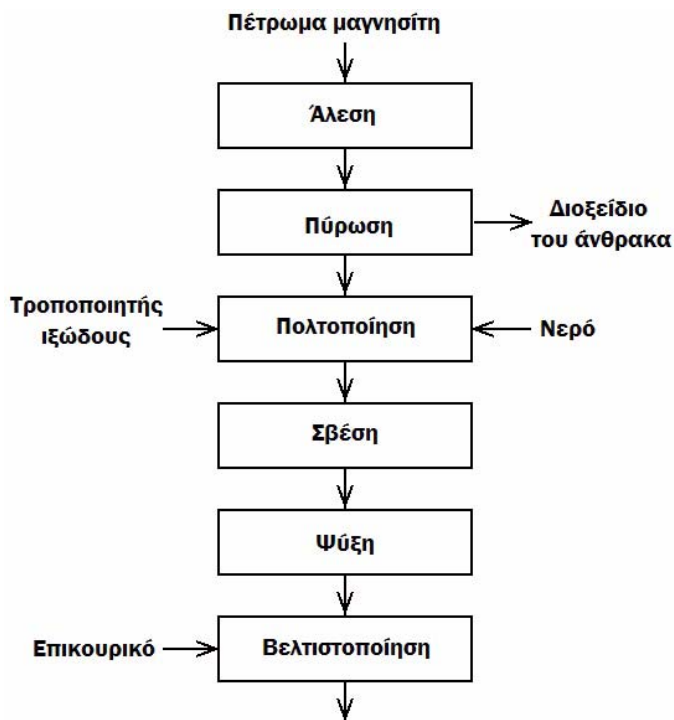 Πέτρωμα μαγνησίτη
Άλεση
Πύρωση
Διοξείδιο
του άνθρακα
Τροποποιητής
ιξώδους
Πολτοποίηση
Νερό
Σβέση
Ψύξη
Επικουρικό
Βελτιστοποίηση